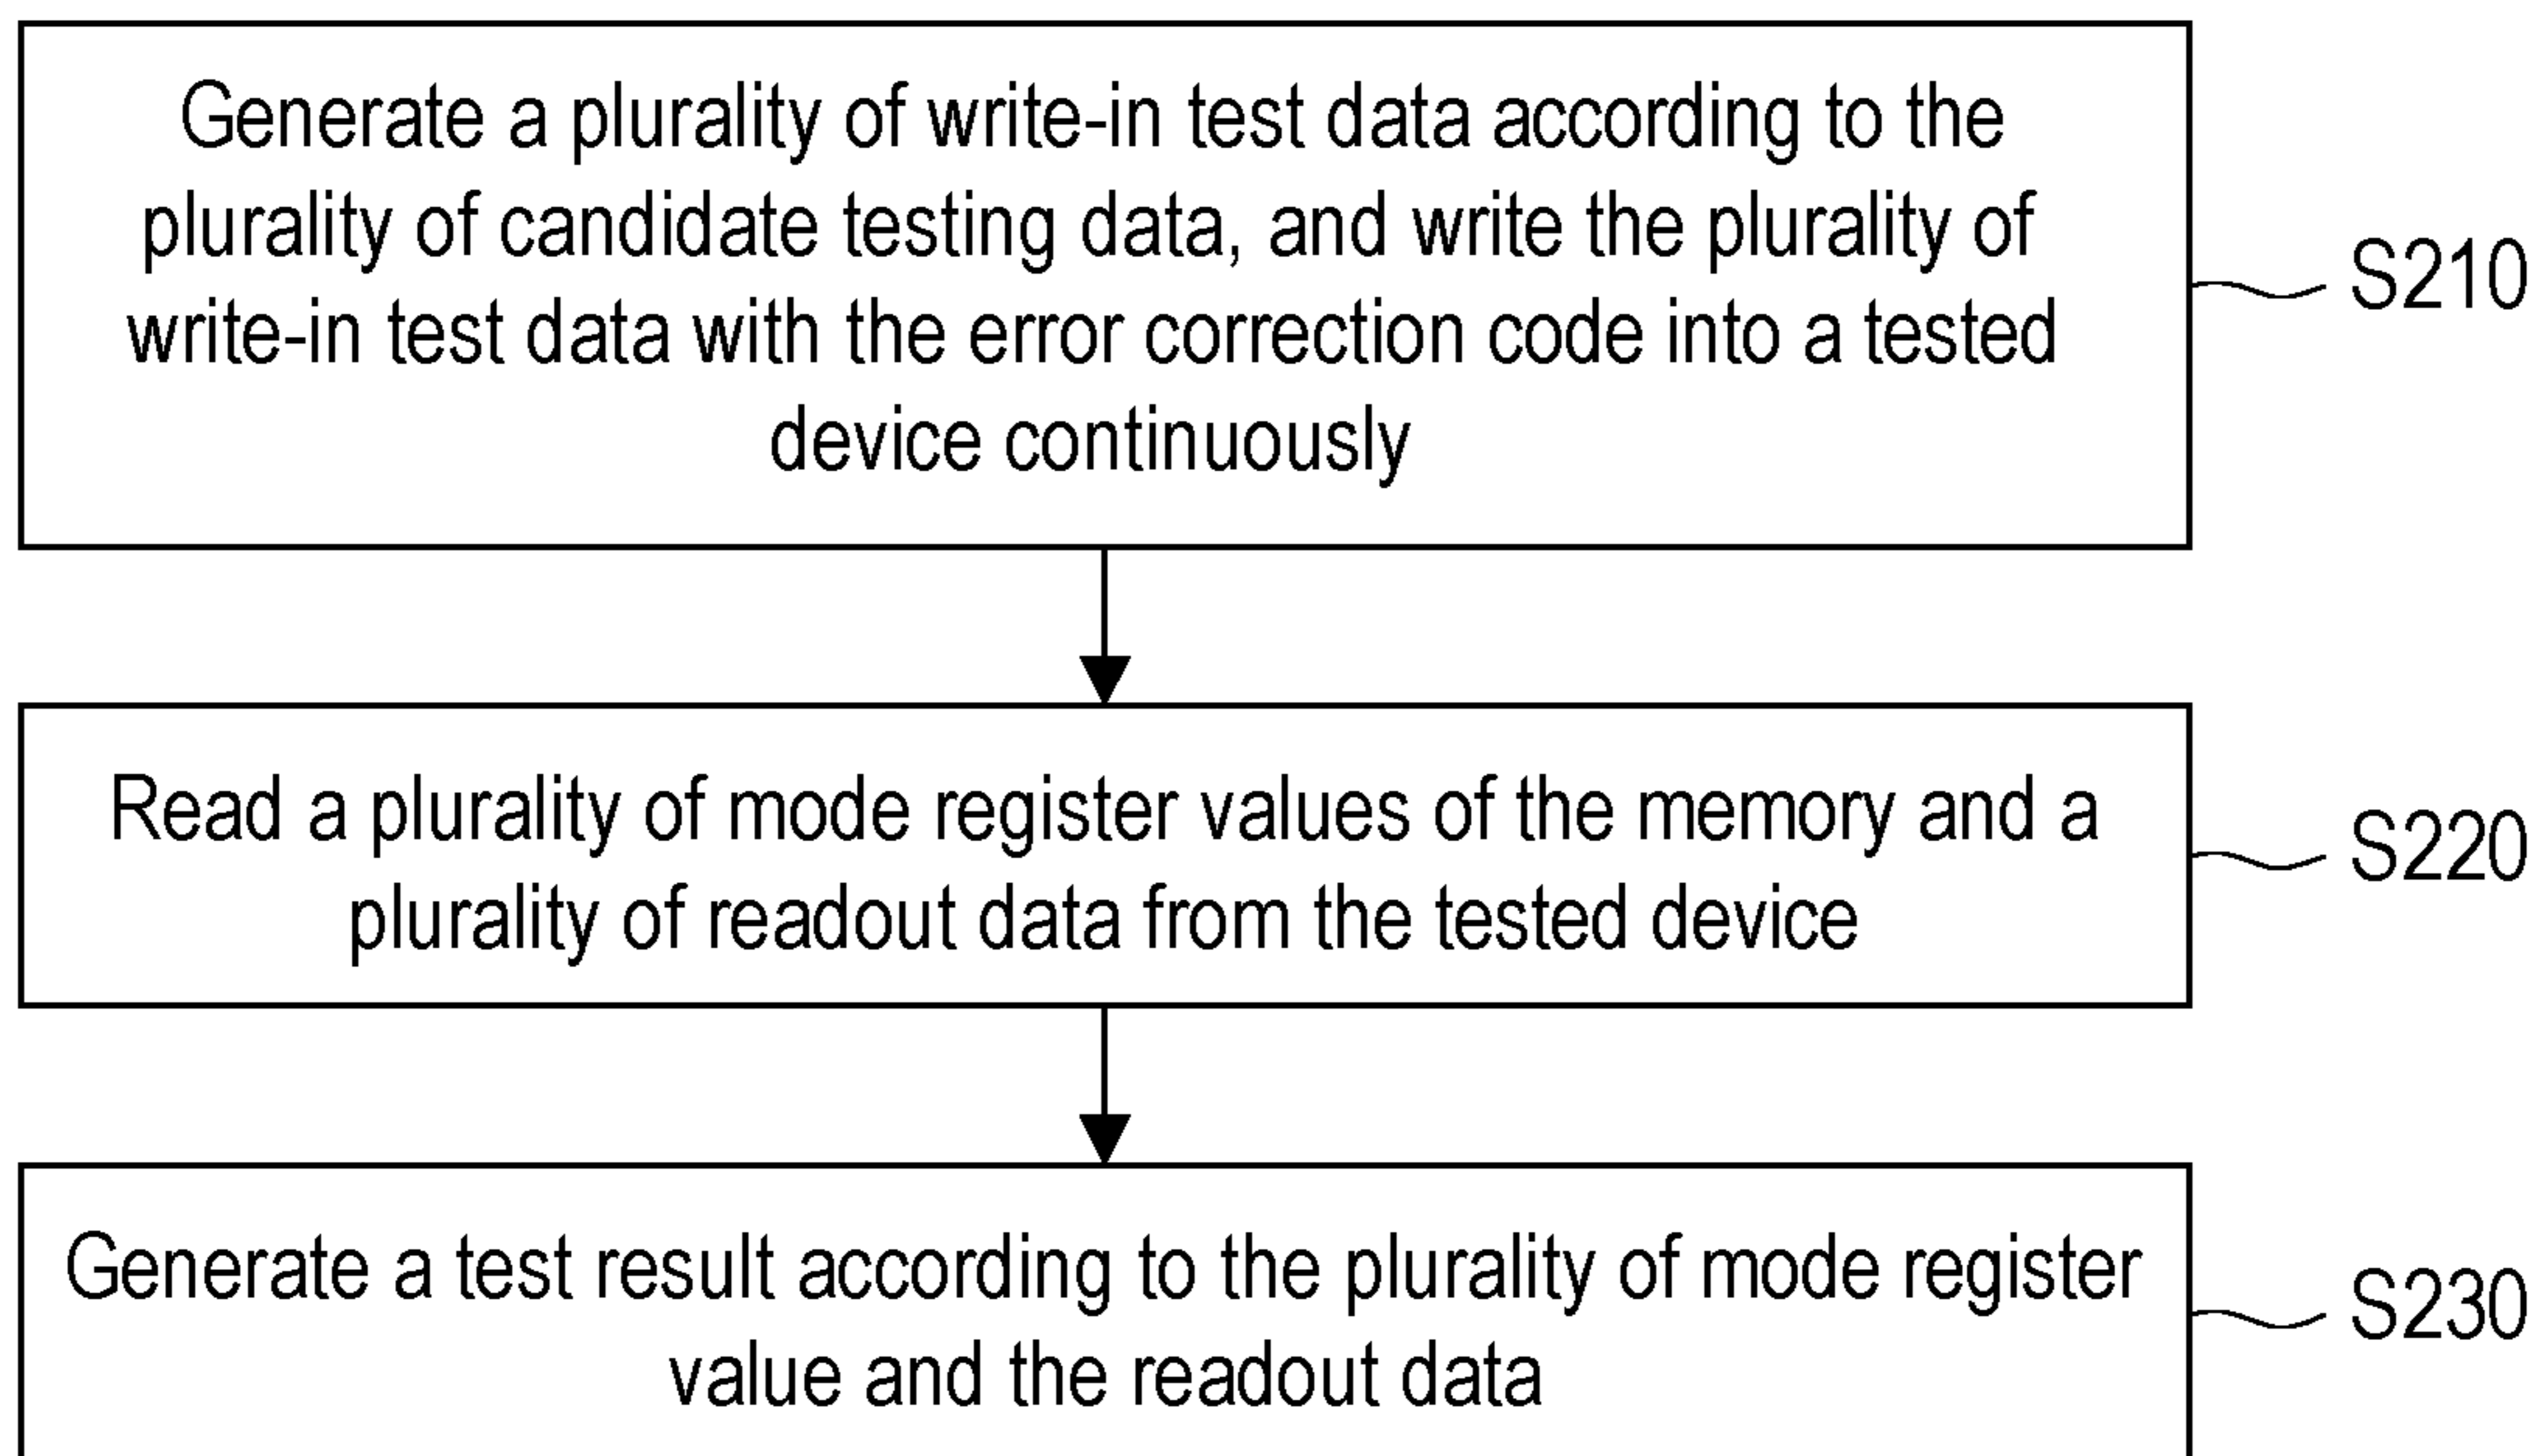 Generate a plurality of write-in test data according to the
plurality of candidate testing data, and write the plurality of
write-in test data with the error correction code into a tested
device continuously
S210
Read a plurality of mode register values of the memory and a
plurality of readout data from the tested device
S220
Generate a test result according to the plurality of mode register
value and the readout data
S230